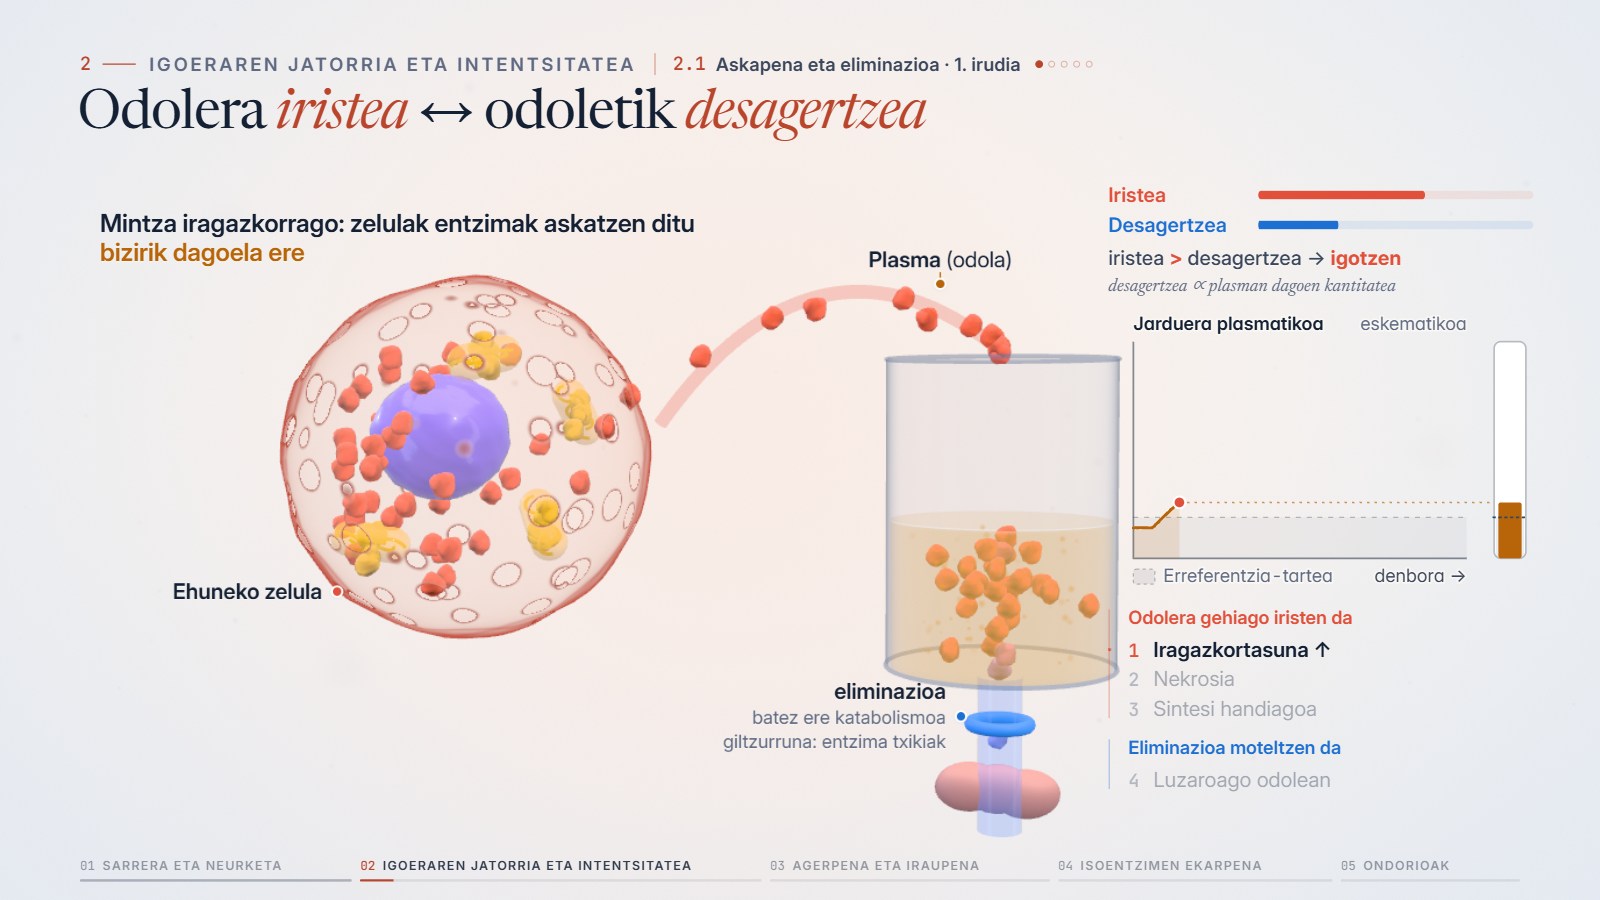 2 — IGOERAREN JATORRIA ETA INTENTSITATEA | 2.1 Askapena eta eliminazioa · 1. irudia
Odolera iristea ↔ odoletik desagertzea
Mintza iragazkorrago: zelulak entzimak askatzen ditu
bizirik dagoela ere
Ehuneko zelula
Plasma (odola)
eliminazioa
batez ere katabolismoa
giltzurruna: entzima txikiak
Iristea
Desagertzea
iristea > desagertzea → igotzen
desagertzea ∝ plasman dagoen kantitatea
Jarduera plasmatikoa eskematikoa
Erreferentzia-tartea denbora →
Odolera gehiago iristen da
1 Iragazkortasuna ↑
2 Nekrosia
3 Sintesi handiagoa
Eliminazioa moteltzen da
4 Luzaroago odolean
01 SARRERA ETA NEURKETA
02 IGOERAREN JATORRIA ETA INTENTSITATEA
03 AGERPENA ETA IRAUPENA
04 ISOENTZIMEN EKARPENA
05 ONDORIOAK